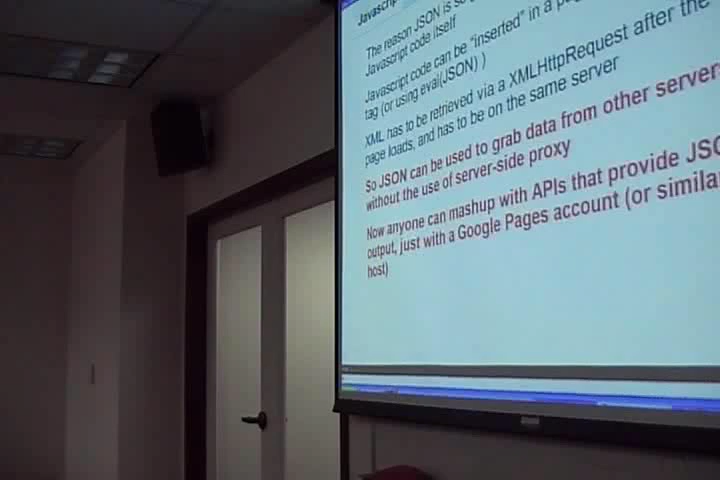 Javascript
The reason JSON is so
Javascript code itself
Javascript code can be "inserted" in a
tag (or using eval(JSON) )
XML has to be retrieved via a XMLHttpRequest after the
page loads, and has to be on the same server
So JSON can be used to grab data from other server
without the use of server-side proxy
Now anyone can mashup with APIs that provide JSO
output, just with a Google Pages account (or simila
host)